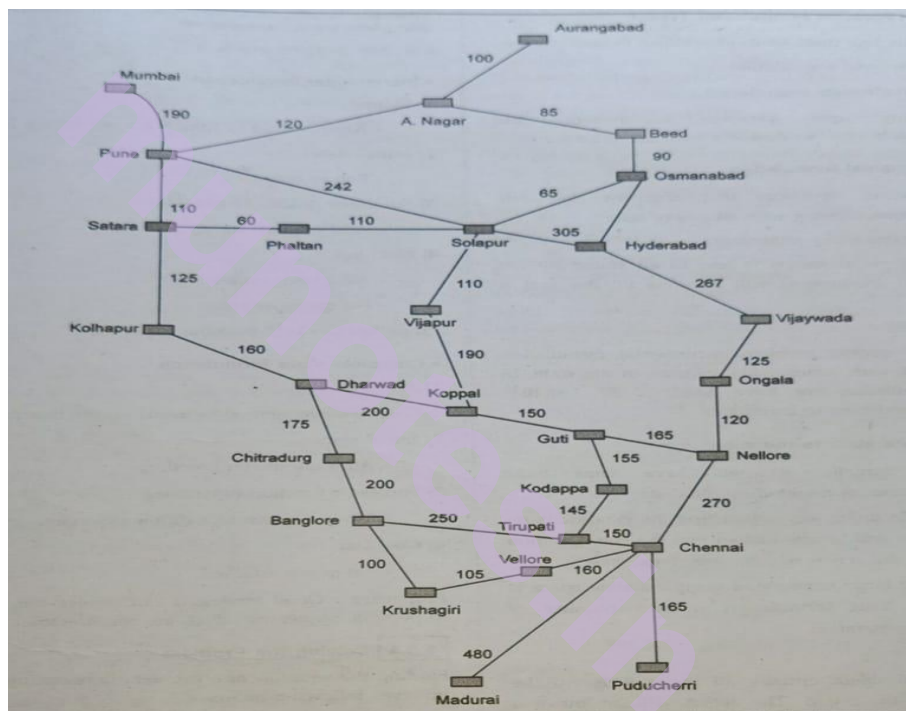 Aurangabad
100
Mumbai
190
120
A. Nagar
85
Beed
Pune
90
242
65
Osmanabad
110
Satara
60
110
Phaltan
Solapur
305
Hyderabad
125
110
267
Kolhapur
Vijapur
Vijaywada
160
190
125
Dharwad
Koppal
Ongala
200
150
120
175
Guti
165
Chitradurg
155
Nellore
200
Kodappa
270
Banglore
250
Tirupati
145
150
Chennai
100
Vellore
105
160
Krushagiri
165
480
Madurai
Puducherri
munotes.in